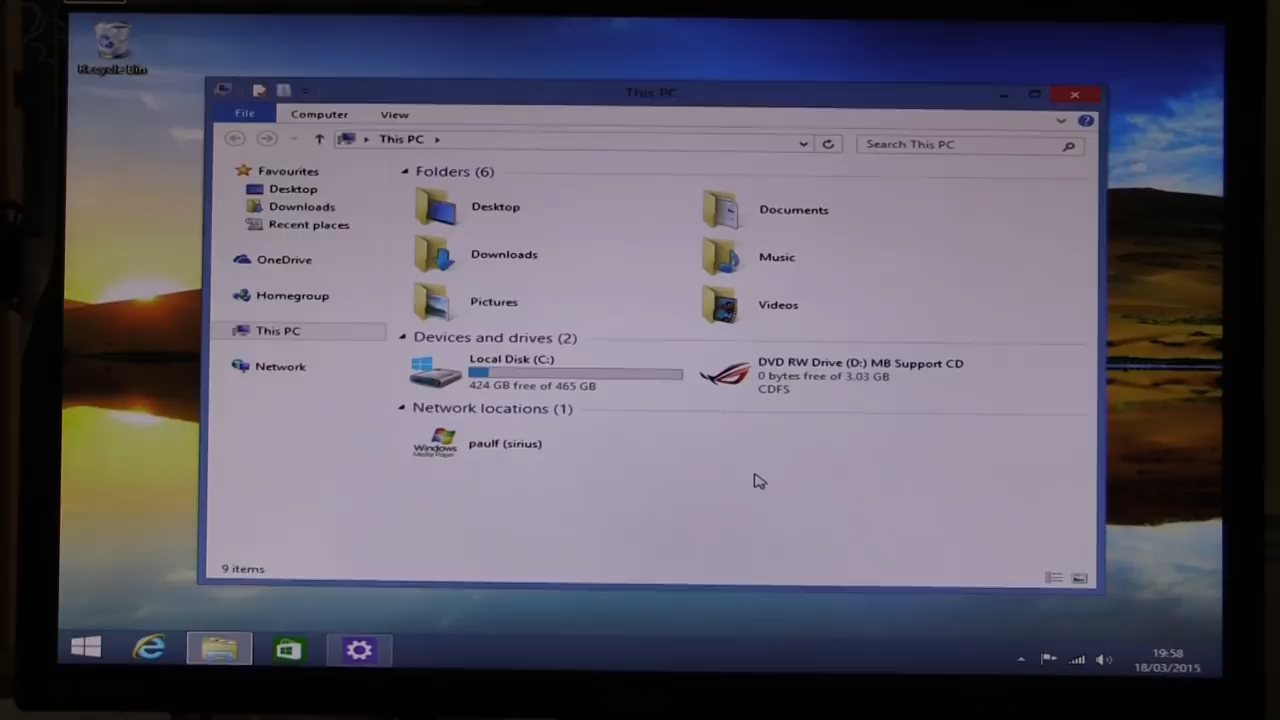 Recycle Bin
This PC
File
Computer
View
This PC
Search This PC
Favourites
Desktop
Downloads
Recent places
OneDrive
Homegroup
This PC
Network
Folders (6)
Desktop
Documents
Downloads
Music
Pictures
Videos
Devices and drives (2)
Local Disk (C:)
424 GB free of 465 GB
DVD RW Drive (D:) MB Support CD
0 bytes free of 3.03 GB
CDFS
Network locations (1)
Windows
Media Player
paulf (sirius)
9 items
19:58
18/03/2015